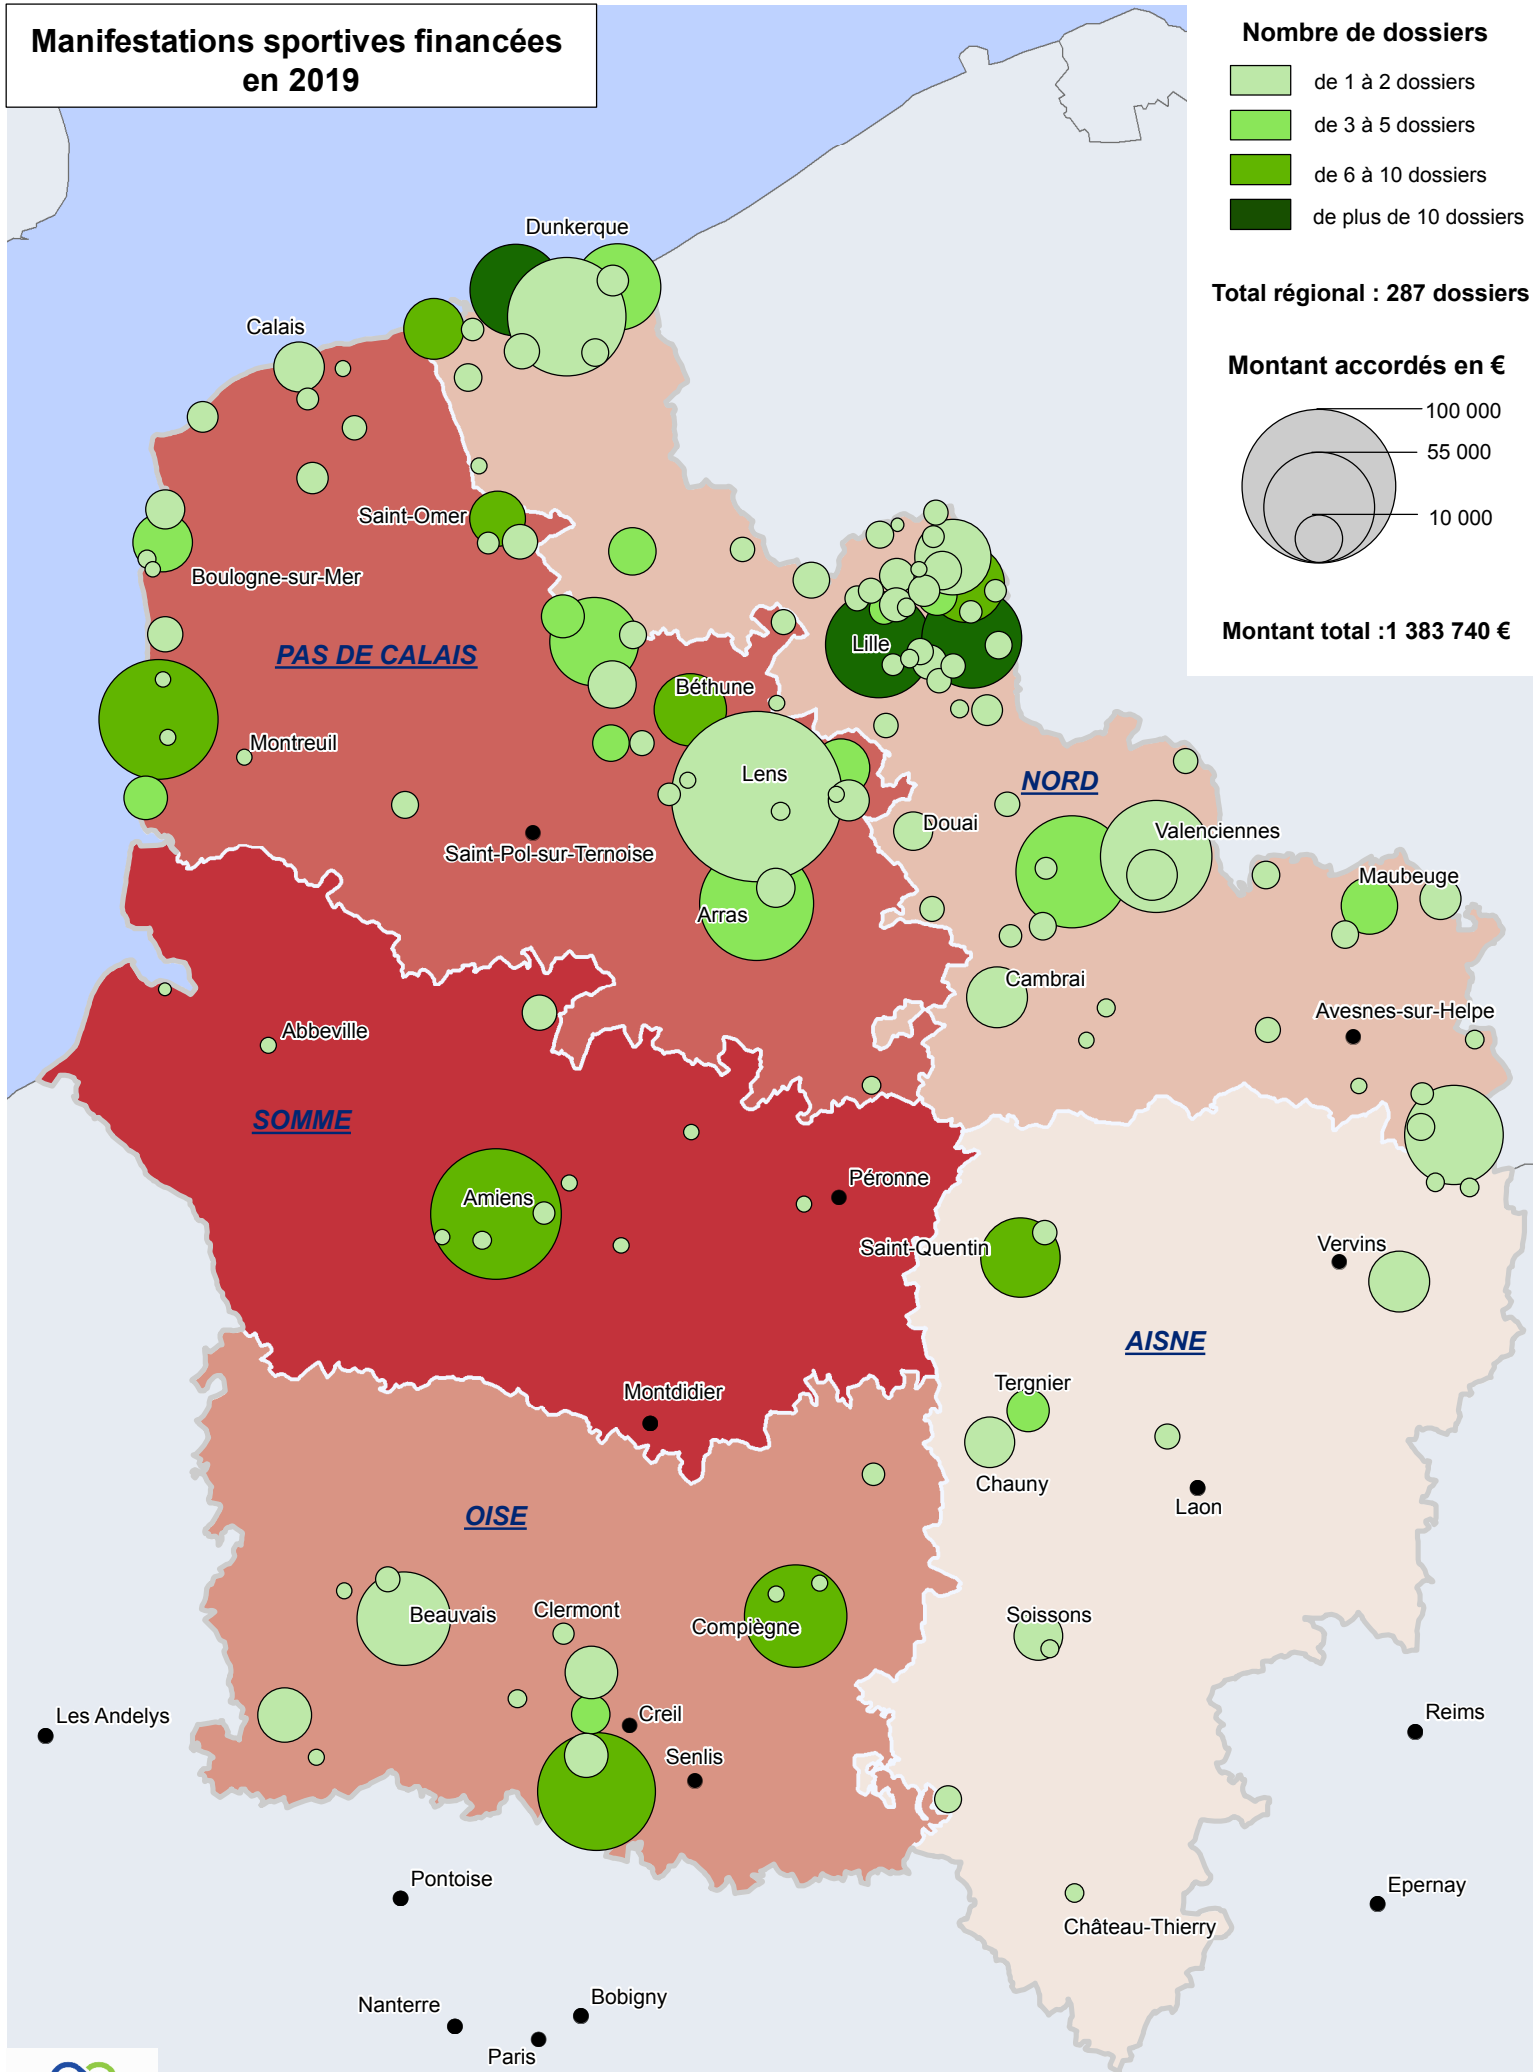 Manifestations sportives financées
en 2019
Nombre de dossiers
de 1 à 2 dossiers
de 3 à 5 dossiers
de 6 à 10 dossiers
de plus de 10 dossiers
Total régional : 287 dossiers
Montant accordés en €
100 000
55 000
10 000
Montant total :1 383 740 €
Dunkerque
Calais
Saint-Omer
Boulogne-sur-Mer
PAS DE CALAIS
Lille
Béthune
Montreuil
Lens
NORD
Douai
Valenciennes
Saint-Pol-sur-Ternoise
Maubeuge
Arras
Cambrai
Avesnes-sur-Helpe
Abbeville
SOMME
Péronne
Amiens
Saint-Quentin
Vervins
AISNE
Tergnier
Montdidier
Chauny
Laon
OISE
Beauvais
Clermont
Compiègne
Soissons
Les Andelys
Creil
Reims
Senlis
Pontoise
Epernay
Château-Thierry
Nanterre
Bobigny
Paris